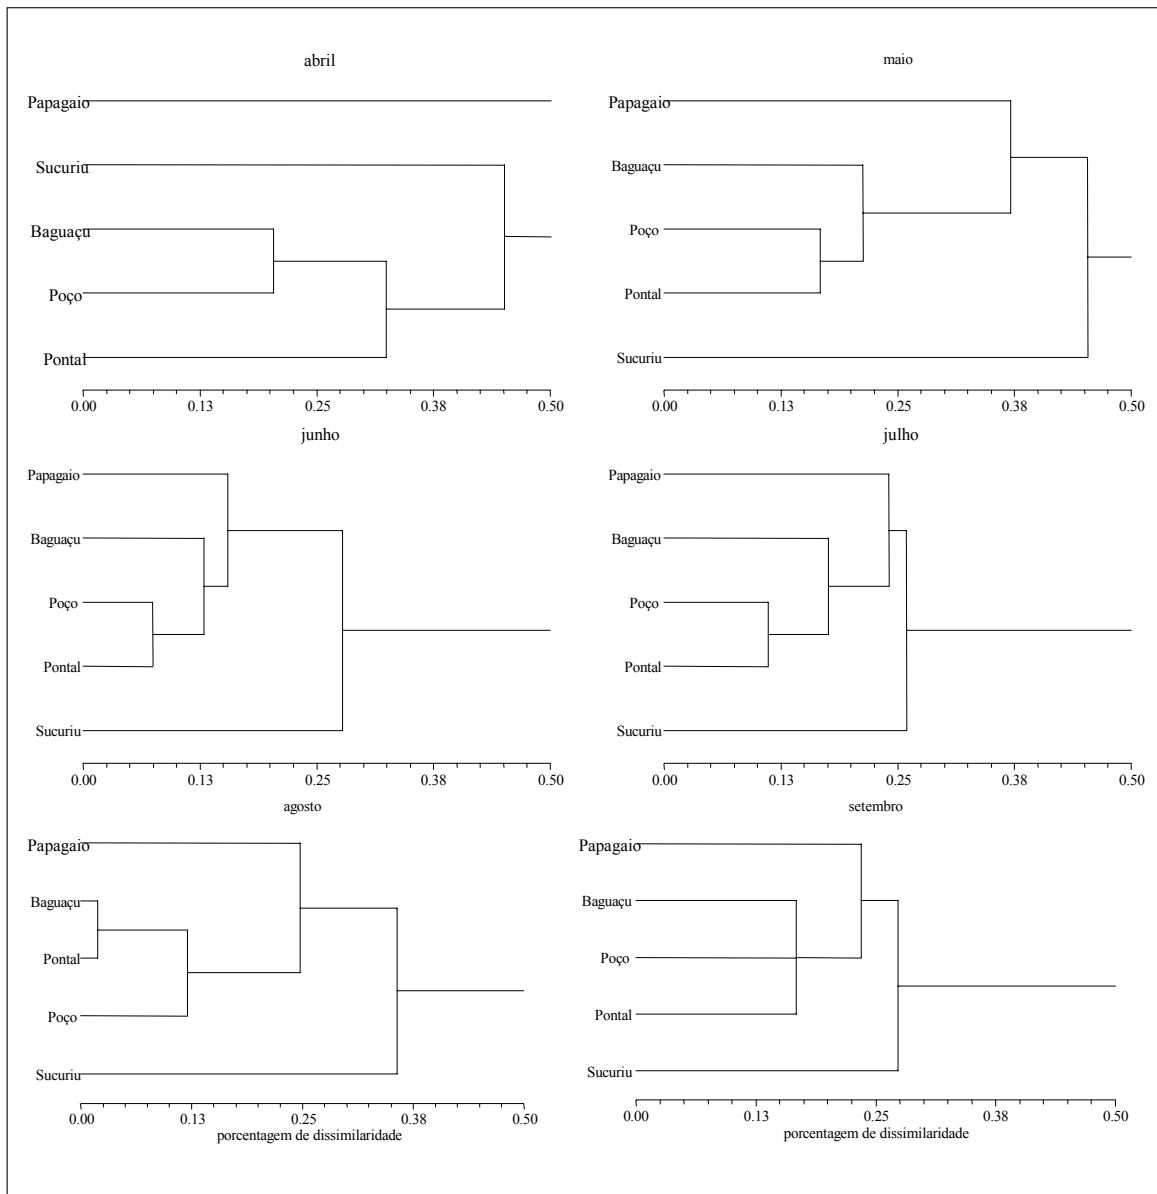 abril
Papagaio
Sucuriu
Baguaçu
Poço
Pontal
0.00 0.13 0.25 0.38 0.50
maio
Papagaio
Baguaçu
Poço
Pontal
Sucuriu
0.00 0.13 0.25 0.38 0.50
junho
Papagaio
Baguaçu
Poço
Pontal
Sucuriu
0.00 0.13 0.25 0.38 0.50
julho
Papagaio
Baguaçu
Poço
Pontal
Sucuriu
0.00 0.13 0.25 0.38 0.50
agosto
Papagaio
Baguaçu
Pontal
Poço
Sucuriu
0.00 0.13 0.25 0.38 0.50
porcentagem de dissimilaridade
setembro
Papagaio
Baguaçu
Poço
Pontal
Sucuriu
0.00 0.13 0.25 0.38 0.50
porcentagem de dissimilaridade